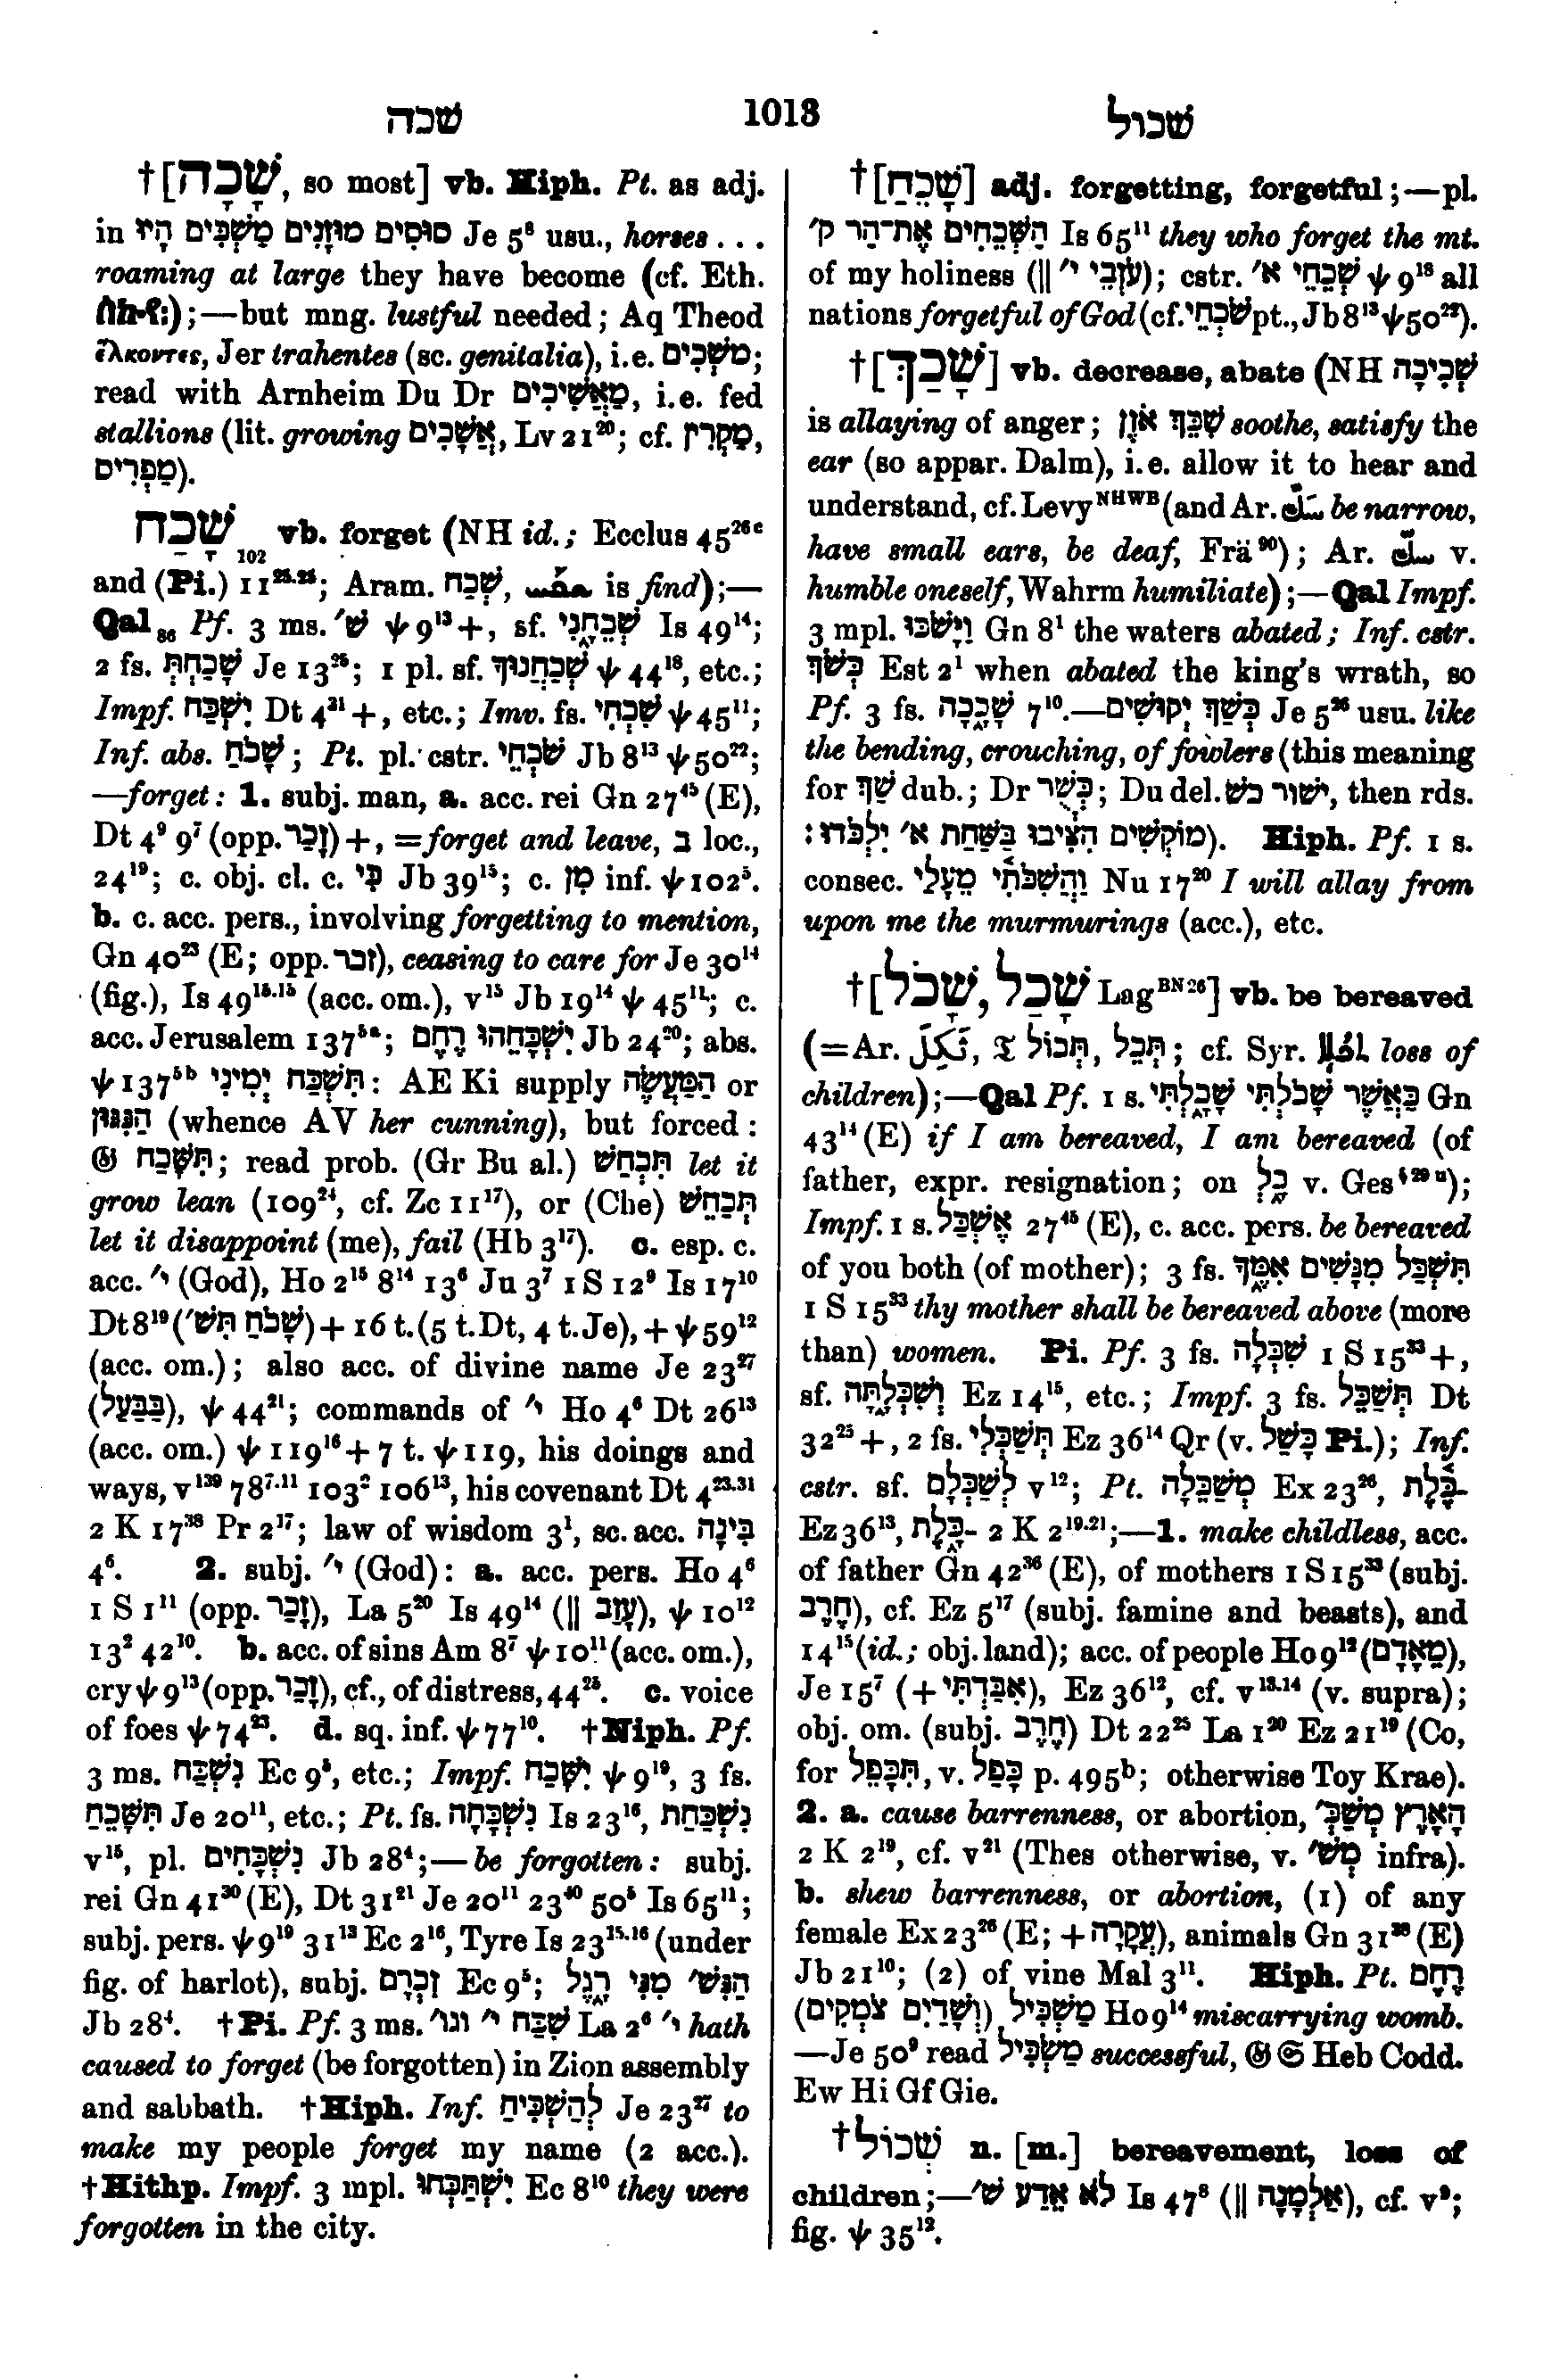 שכה
1013
שכול
†[שָׁכָה, so most] vb. Hiph. Pt. as adj.
in סוּסִים מוּזָנִים מַשְׁכִּים הָיוּ Je 5⁸ usu., horses . . .
roaming at large they have become (cf. Eth.
;—but mng. lustful needed; Aq Theod
ἕλκοντες, Jer trahentes (sc. genitalia), i.e. מֹשְׁכִים;
read with Arnheim Du Dr מַאֲשִׁיכִים, i.e. fed
stallions (lit. growing אֲשָׁכִים, Lv 21²⁰; cf. מַקְרִן,
מַפְרִים).
שָׁכַח₁₀₂ vb. forget (NH id.; Ecclus 45²⁶ᶜ
and (Pi.) 11²⁵·²⁵; Aram. שְׁכַח, is find);—
Qal₈₆ Pf. 3 ms. שׁ׳ ψ 9¹³ +, sf. שְׁכֵחָנִי Is 49¹⁴;
2 fs. שָׁכַחַתְּ Je 13²⁵; 1 pl. sf. שְׁכַחֲנוּךָ ψ 44¹⁸, etc.;
Impf. יִשְׁכַּח Dt 4³¹ +, etc.; Imv. fs. שִׁכְחִי ψ 45¹¹;
Inf. abs. שָׁכֹחַ; Pt. pl. cstr. שֹׁכְחֵי Jb 8¹³ ψ 50²²;
—forget: 1. subj. man, a. acc. rei Gn 27⁴⁵ (E),
Dt 4⁹ 9⁷ (opp. זָכַר) +, = forget and leave, ב loc.,
24¹⁹; c. obj. cl. c. כִּי Jb 39¹⁵; c. מִן inf. ψ 102⁵.
b. c. acc. pers., involving forgetting to mention,
Gn 40²³ (E; opp. זכר), ceasing to care for Je 30¹⁴
(fig.), Is 49¹⁵·¹⁵ (acc. om.), v¹⁵ Jb 19¹⁴ ψ 45¹¹; c.
acc. Jerusalem 137⁵ᵃ; יִשְׁכָּחֵהוּ רֶחֶם Jb 24²⁰; abs.
ψ 137⁵ᵇ תִּשְׁכַּח יְמִינִי: AE Ki supply הַמַּעֲשֶׂה or
הַנִּגּוּן (whence AV her cunning), but forced:
𝔊 תִּשָּׁכַח; read prob. (Gr Bu al.) תִּכְחַשׁ let it
grow lean (109²⁴, cf. Zc 11¹⁷), or (Che) תְּכַחֵשׁ
let it disappoint (me), fail (Hb 3¹⁷). c. esp. c.
acc. י״ (God), Ho 2¹⁵ 8¹⁴ 13⁶ Ju 3⁷ 1 S 12⁹ Is 17¹⁰
Dt 8¹⁹ (שָׁכֹחַ תִּשׁ׳) + 16 t. (5 t. Dt, 4 t. Je), + ψ 59¹²
(acc. om.); also acc. of divine name Je 23²⁷
(בַּבַּעַל), ψ 44²¹; commands of י״ Ho 4⁶ Dt 26¹³
(acc. om.) ψ 119¹⁶ + 7 t. ψ 119, his doings and
ways, v¹³⁹ 78⁷·¹¹ 103² 106¹³, his covenant Dt 4²³·³¹
2 K 17³⁸ Pr 2¹⁷; law of wisdom 3¹, sc. acc. בִּינָה
4⁵. 2. subj. י״ (God): a. acc. pers. Ho 4⁶
1 S 1¹¹ (opp. זָכַר), La 5²⁰ Is 49¹⁴ (‖ עָזַב), ψ 10¹²
13² 42¹⁰. b. acc. of sins Am 8⁷ ψ 10¹¹ (acc. om.),
cry ψ 9¹³ (opp. זָכַר), cf., of distress, 44²⁵. c. voice
of foes ψ 74²³. d. sq. inf. ψ 77¹⁰. †Niph. Pf.
3 ms. נִשְׁכַּח Ec 9⁵, etc.; Impf. יִשָּׁכַח ψ 9¹⁹, 3 fs.
תִּשָּׁכֵחַ Je 20¹¹, etc.; Pt. fs. נִשְׁכָּחָה Is 23¹⁶, נִשְׁכַּחַת
v¹⁵, pl. נִשְׁכָּחִים Jb 28⁴;—be forgotten: subj.
rei Gn 41³⁰ (E), Dt 31²¹ Je 20¹¹ 23⁴⁰ 50⁵ Is 65¹¹;
subj. pers. ψ 9¹⁹ 31¹³ Ec 2¹⁶, Tyre Is 23¹⁵·¹⁶ (under
fig. of harlot), subj. זִכְרָם Ec 9⁵; הַנִּשׁ׳ מִנִּי רָגֶל
Jb 28⁴. †Pi. Pf. 3 ms. שִׁכַּח י״ וגו׳ La 2⁶ י״ hath
caused to forget (be forgotten) in Zion assembly
and sabbath. †Hiph. Inf. לְהַשְׁכִּיחַ Je 23²⁷ to
make my people forget my name (2 acc.).
†Hithp. Impf. 3 mpl. יִשְׁתַּכְּחוּ Ec 8¹⁰ they were
forgotten in the city.
†[שָׁכֵחַ] adj. forgetting, forgetful;—pl.
הַשְּׁכֵחִים אֶת־הַר ק׳ Is 65¹¹ they who forget the mt.
of my holiness (‖ עֹזְבֵי י״); cstr. שְׁכֵחֵי א׳ ψ 9¹⁸ all
nations forgetful of God (cf. שֹׁכְחֵי pt., Jb 8¹³ ψ 50²²).
†[שָׁכַךְ] vb. decrease, abate (NH שְׁכִיכָה
is allaying of anger; שָׁכֵּךְ אֹזֶן soothe, satisfy the
ear (so appar. Dalm), i.e. allow it to hear and
understand, cf. Levy ᴺᴴᵂᴮ (and Ar. سَكَّ be narrow,
have small ears, be deaf, Frä ⁹⁰); Ar. سكّ v.
humble oneself, Wahrm humiliate);—Qal Impf.
3 mpl. וַיָּשֹׁכּוּ Gn 8¹ the waters abated; Inf. cstr.
כְּשֹׁךְ Est 2¹ when abated the king's wrath, so
Pf. 3 fs. שָׁכָכָה 7¹⁰.—כְּשַׁךְ יְקוּשִׁים Je 5²⁶ usu. like
the bending, crouching, of fowlers (this meaning
for שַׁךְ dub.; Dr כְּשֻׁר; Du del. ישור כש, then rds.
מוֹקְשִׁים הִצִּיבוּ בַּשַּׁחַת א׳ יִלְכֹּדוּ:). Hiph. Pf. 1 s.
consec. וַהֲשִׁכֹּתִי מֵעָלַי Nu 17²⁰ I will allay from
upon me the murmurings (acc.), etc.
†[שָׁכַל, שָׁכֹל Lag ᴮᴺ ²⁶] vb. be bereaved
(= Ar. ثَكِلَ, 𝔗 תְּכֵל, תְּכוֹל; cf. Syr. loss of
children);—Qal Pf. 1 s. כַּאֲשֶׁר שָׁכֹלְתִּי שָׁכָלְתִּי Gn
43¹⁴ (E) if I am bereaved, I am bereaved (of
father, expr. resignation; on כָל v. Ges §²⁹ ᵘ);
Impf. 1 s. אֶשְׁכַּל 27⁴⁵ (E), c. acc. pers. be bereaved
of you both (of mother); 3 fs. תִּשְׁכַּל מִנָּשִׁים אִמֶּךָ
1 S 15³³ thy mother shall be bereaved above (more
than) women. Pi. Pf. 3 fs. שִׁכְּלָה 1 S 15³³ +,
sf. וְשִׁכְּלָתָּה Ez 14¹⁵, etc.; Impf. 3 fs. תְּשַׁכֵּל Dt
32²⁵ +, 2 fs. תְּשַׁכְּלִי Ez 36¹⁴ Qr (v. כָּשַׁל Pi.); Inf.
cstr. sf. לְשַׁכְּלָם v¹²; Pt. מְשַׁכֵּלָה Ex 23²⁶, ־כֶּלֶת
Ez 36¹³, ־כָּלֶת 2 K 2¹⁹·²¹;—1. make childless, acc.
of father Gn 42³⁶ (E), of mothers 1 S 15³³ (subj.
חֶרֶב), cf. Ez 5¹⁷ (subj. famine and beasts), and
14¹⁵ (id.; obj. land); acc. of people Ho 9¹² (מֵאָדָם),
Je 15⁷ (+ אִבַּדְתִּי), Ez 36¹², cf. v¹³·¹⁴ (v. supra);
obj. om. (subj. חֶרֶב) Dt 22²⁵ La 1²⁰ Ez 21¹⁹ (Co,
for תִּכָּפֵל, v. כָּפַל p. 495ᵇ; otherwise Toy Krae).
2. a. cause barrenness, or abortion, הָאָרֶץ מְשַׁכּ׳
2 K 2¹⁹, cf. v²¹ (Thes otherwise, v. מְשׁ׳ infra).
b. shew barrenness, or abortion, (1) of any
female Ex 23²⁶ (E; + עֲקָרָה), animals Gn 31³⁸ (E)
Jb 21¹⁰; (2) of vine Mal 3¹¹. Hiph. Pt. רֶחֶם
מַשְׁכִּיל (וְשָׁדַיִם צֹמְקִים) Ho 9¹⁴ miscarrying womb.
—Je 50⁹ read מַשְׂכִּיל successful, 𝔊 𝔖 Heb Codd.
Ew Hi Gf Gie.
†שְׁכוֹל n. [m.] bereavement, loss of
children;—לֹא אֵדַע שׁ׳ Is 47⁸ (‖ אַלְמָנָה), cf. v⁹;
fig. ψ 35¹².